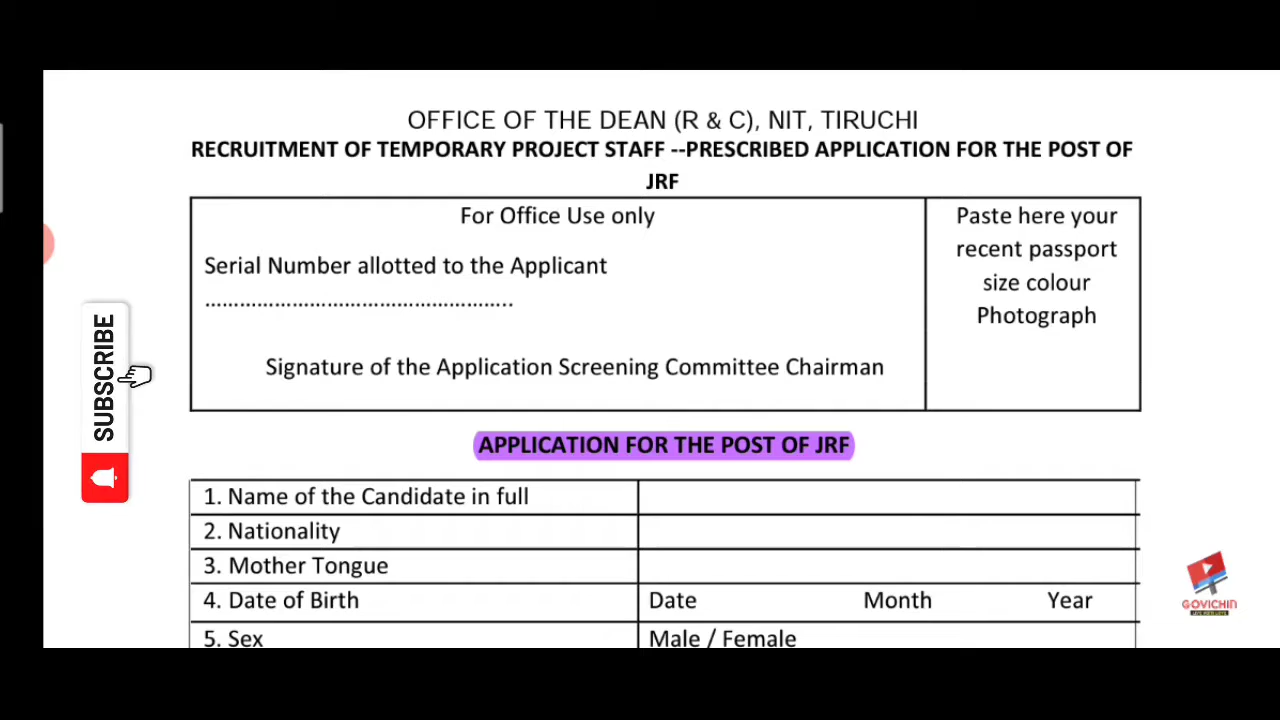 OFFICE OF THE DEAN (R & C), NIT, TIRUCHI
RECRUITMENT OF TEMPORARY PROJECT STAFF --PRESCRIBED APPLICATION FOR THE POST OF
JRF
For Office Use only
Serial Number allotted to the Applicant
.....................................................
Signature of the Application Screening Committee Chairman
Paste here your
recent passport
size colour
Photograph
SUBSCRIBE
APPLICATION FOR THE POST OF JRF
1. Name of the Candidate in full
2. Nationality
3. Mother Tongue
4. Date of Birth Date Month Year
5. Sex Male / Female
GOVICHIN